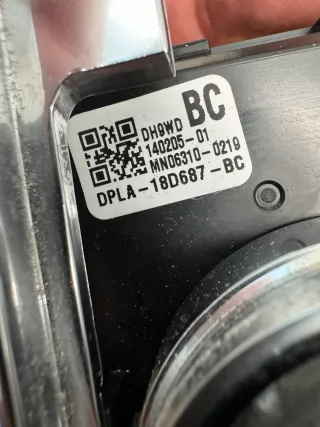 BC
DH9WD
140205-01
MN06310-0219
DPLA-18D687-BC